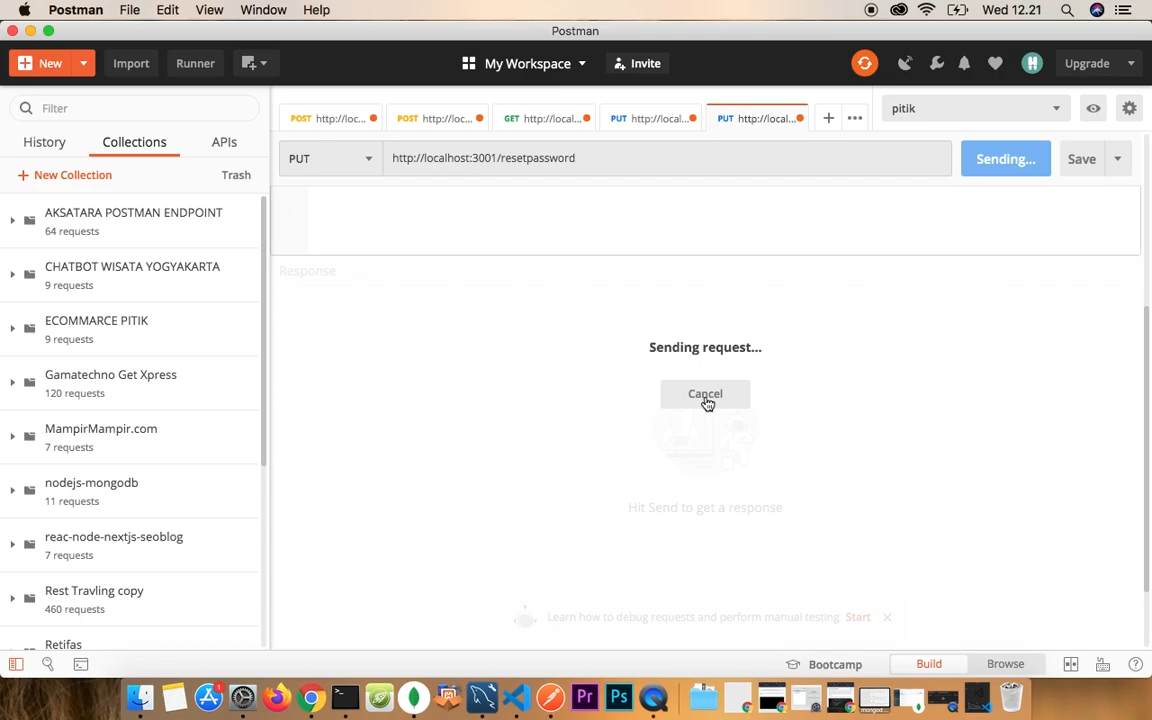 Postman File Edit View Window Help Wed 12.21
Postman
New Import Runner My Workspace Invite Upgrade
Filter
History Collections APIs
New Collection Trash
AKSATARA POSTMAN ENDPOINT
64 requests
CHATBOT WISATA YOGYAKARTA
9 requests
ECOMMARCE PITIK
9 requests
Gamatechno Get Xpress
120 requests
MampirMampir.com
7 requests
nodejs-mongodb
11 requests
reac-node-nextjs-seoblog
7 requests
Rest Travling copy
460 requests
Retifas
POST http://loc... POST http://loc... GET http://local... PUT http://local... PUT http://local... pitik
PUT http://localhost:3001/resetpassword Sending... Save
Response
Sending request...
Cancel
Hit Send to get a response
Learn how to debug requests and perform manual testing Start
Bootcamp Build Browse
1 Pr Ps